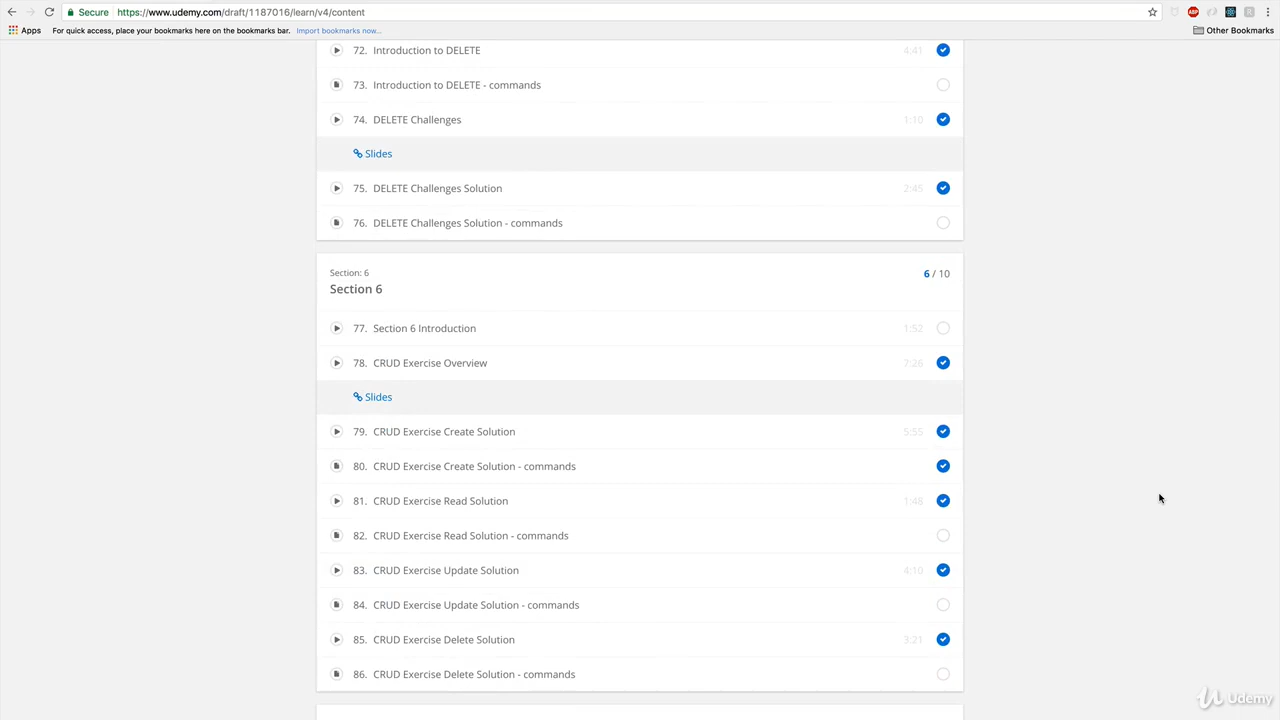 Secure https://www.udemy.com/draft/1187016/learn/v4/content
Apps For quick access, place your bookmarks here on the bookmarks bar. Import bookmarks now... Other Bookmarks
72. Introduction to DELETE 4:41
73. Introduction to DELETE - commands
74. DELETE Challenges 1:10
Slides
75. DELETE Challenges Solution 2:45
76. DELETE Challenges Solution - commands
Section: 6
6 / 10
Section 6
77. Section 6 Introduction 1:52
78. CRUD Exercise Overview 7:26
Slides
79. CRUD Exercise Create Solution 5:55
80. CRUD Exercise Create Solution - commands
81. CRUD Exercise Read Solution 1:48
82. CRUD Exercise Read Solution - commands
83. CRUD Exercise Update Solution 4:10
84. CRUD Exercise Update Solution - commands
85. CRUD Exercise Delete Solution 3:21
86. CRUD Exercise Delete Solution - commands
Udemy